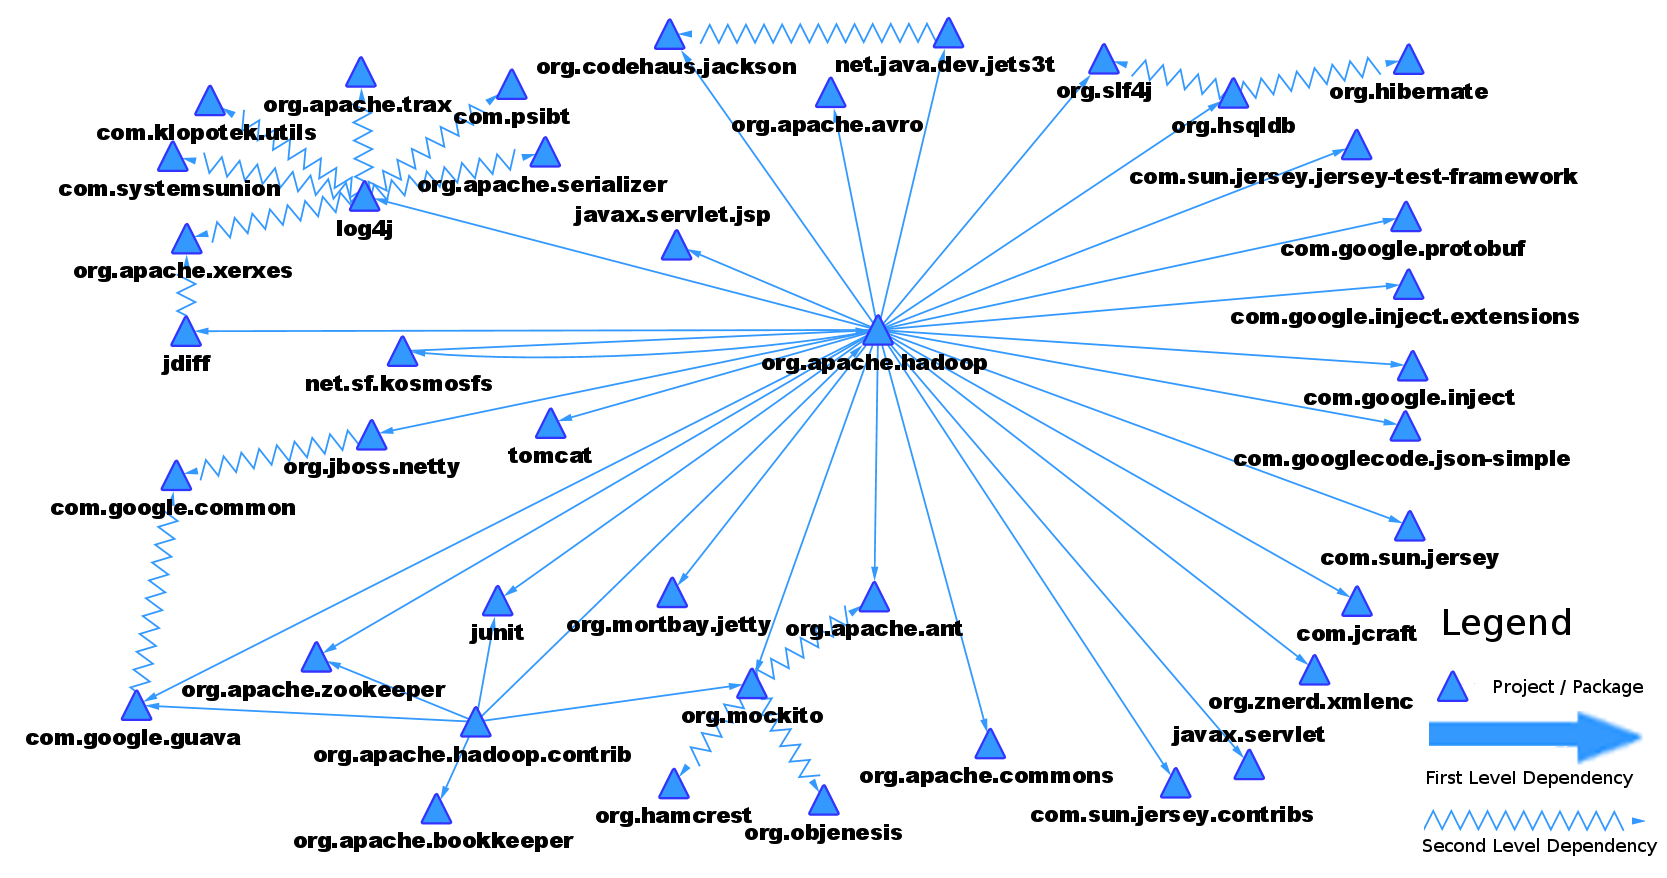 org.codehaus.jackson
net.java.dev.jets3t
org.slf4j
org.hibernate
org.apache.trax
com.psibt
org.apache.avro
org.hsqldb
com.klopotek.utils
com.systemsunion
org.apache.serializer
com.sun.jersey.jersey-test-framework
log4j
javax.servlet.jsp
com.google.protobuf
org.apache.xerxes
com.google.inject.extensions
jdiff
net.sf.kosmosfs
org.apache.hadoop
com.google.inject
tomcat
org.jboss.netty
com.googlecode.json-simple
com.google.common
com.sun.jersey
junit
org.mortbay.jetty
org.apache.ant
com.jcraft
Legend
org.apache.zookeeper
Project / Package
org.znerd.xmlenc
com.google.guava
org.apache.hadoop.contrib
org.mockito
javax.servlet
org.apache.commons
First Level Dependency
org.apache.bookkeeper
org.hamcrest
org.objenesis
com.sun.jersey.contribs
Second Level Dependency